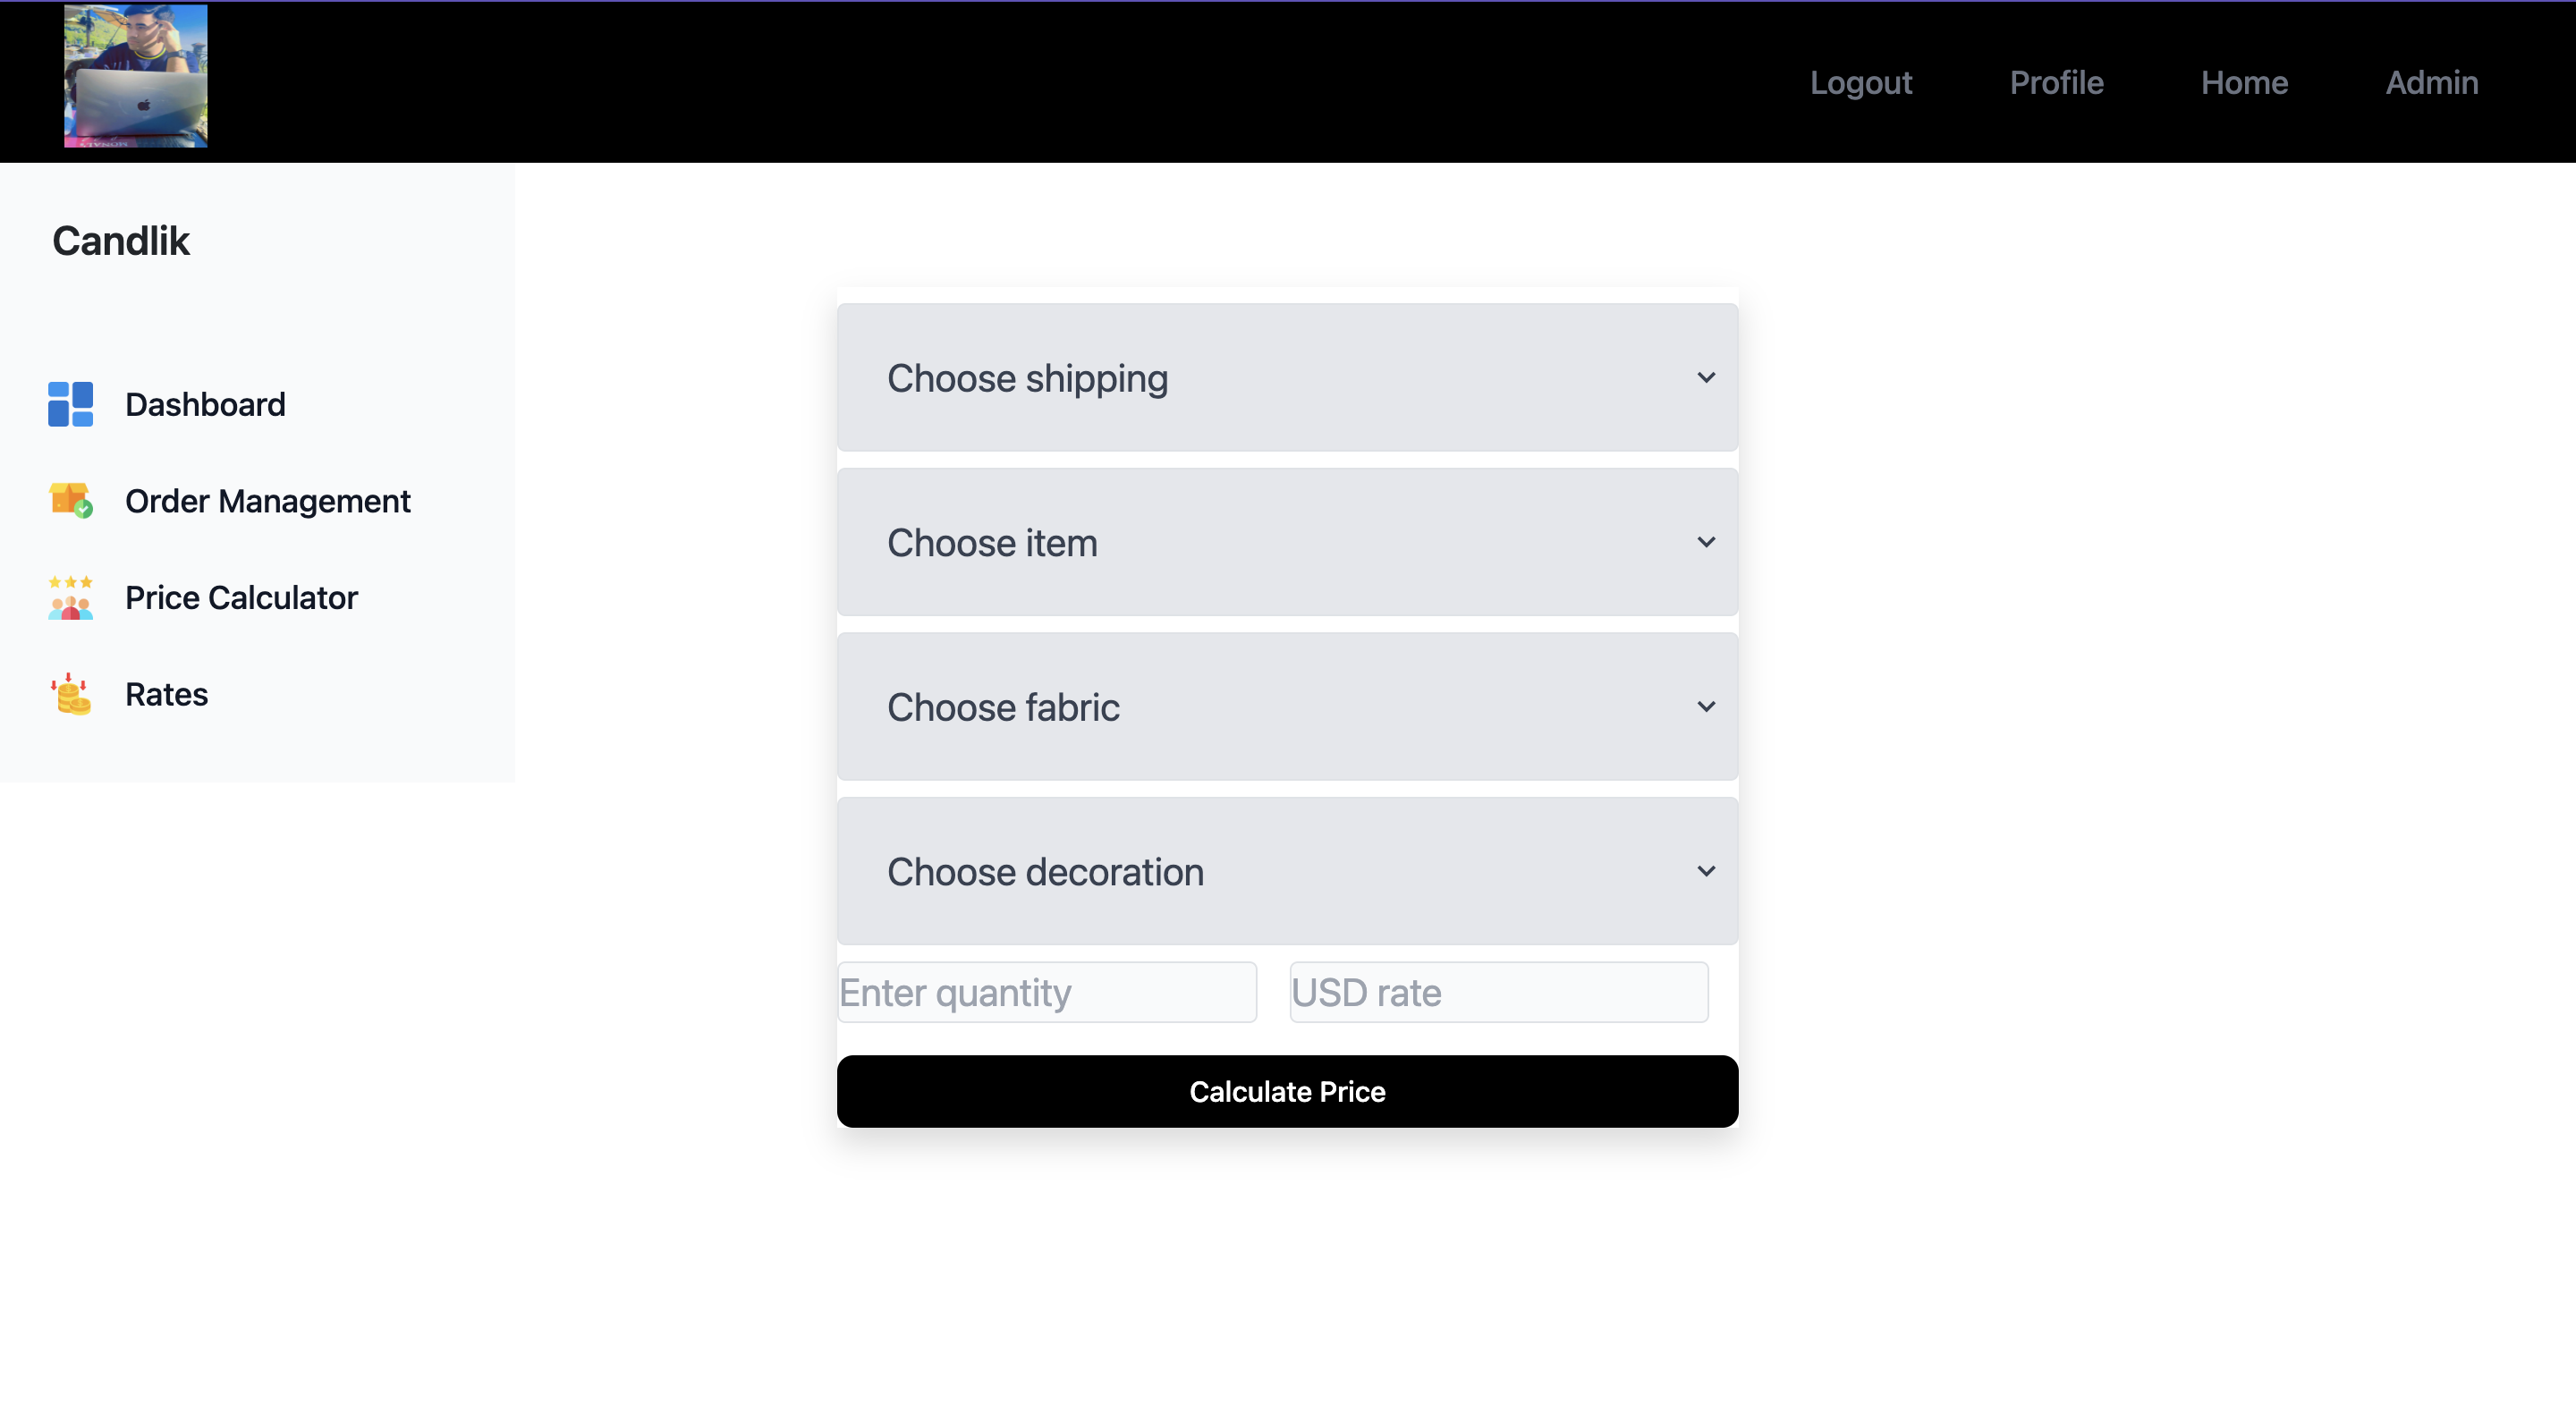 Logout Profile Home Admin
Candlik
Dashboard
Order Management
Price Calculator
Rates
Choose shipping
Choose item
Choose fabric
Choose decoration
Enter quantity USD rate
Calculate Price